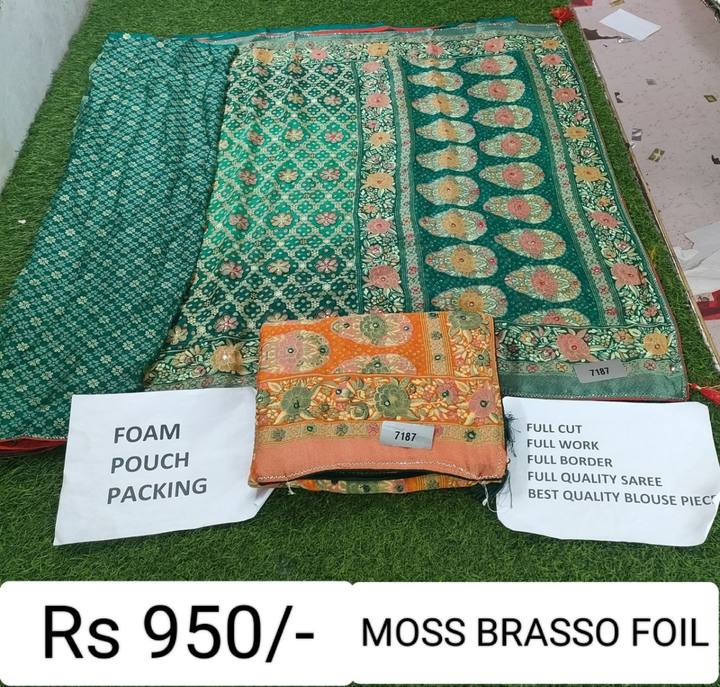 7187
7187
FOAM
POUCH
PACKING
FULL CUT
FULL WORK
FULL BORDER
FULL QUALITY SAREE
BEST QUALITY BLOUSE PIEC
Rs 950/-
MOSS BRASSO FOIL